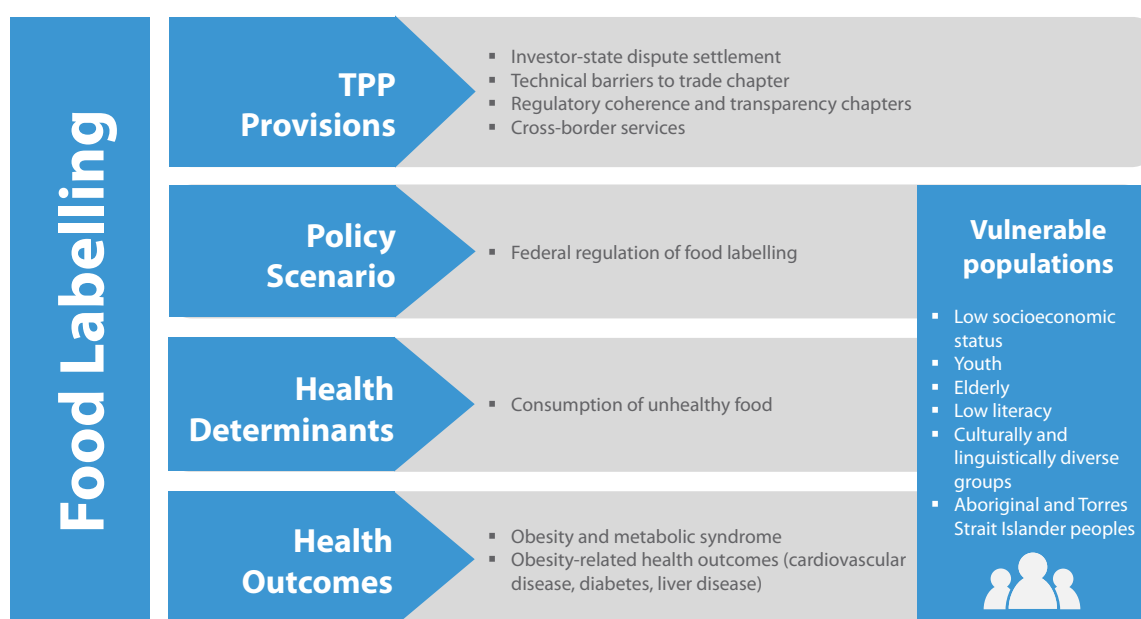 Food Labelling
TPP
Provisions
▪ Investor-state dispute settlement
▪ Technical barriers to trade chapter
▪ Regulatory coherence and transparency chapters
▪ Cross-border services
Policy
Scenario
▪ Federal regulation of food labelling
Health
Determinants
▪ Consumption of unhealthy food
Health
Outcomes
▪ Obesity and metabolic syndrome
▪ Obesity-related health outcomes (cardiovascular
disease, diabetes, liver disease)
Vulnerable
populations
▪ Low socioeconomic
status
▪ Youth
▪ Elderly
▪ Low literacy
▪ Culturally and
linguistically diverse
groups
▪ Aboriginal and Torres
Strait Islander peoples